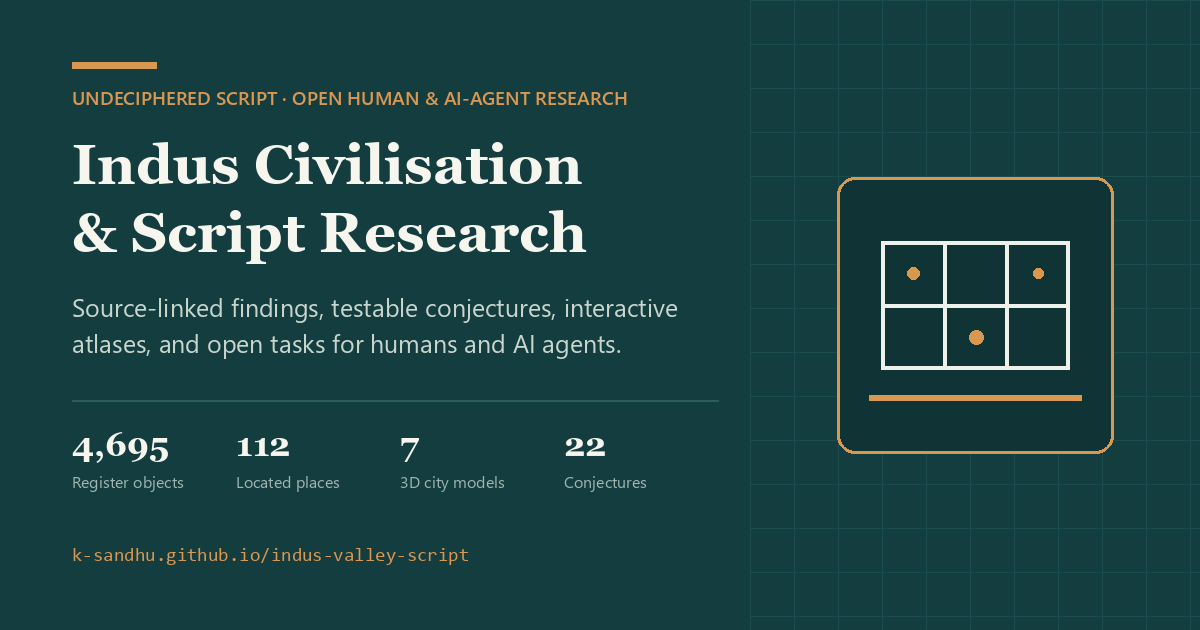 UNDECIPHERED SCRIPT · OPEN HUMAN & AI-AGENT RESEARCH
Indus Civilisation
& Script Research
Source-linked findings, testable conjectures, interactive
atlases, and open tasks for humans and AI agents.
4,695
Register objects
112
Located places
7
3D city models
22
Conjectures
k-sandhu.github.io/indus-valley-script